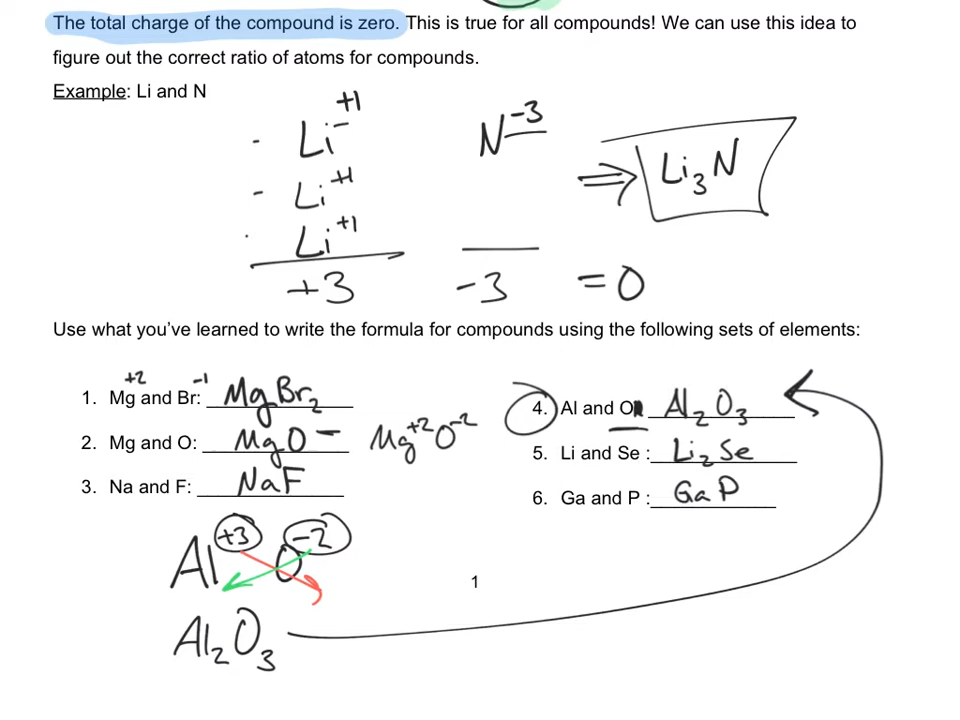 The total charge of the compound is zero. This is true for all compounds! We can use this idea to
figure out the correct ratio of atoms for compounds.
Example: Li and N
- Li⁺¹ N⁻³
- Li⁺¹ ⇒ Li₃N
Li⁺¹
+3 -3 = 0
Use what you've learned to write the formula for compounds using the following sets of elements:
+2 -1
1. Mg and Br: MgBr₂
2. Mg and O: MgO Mg⁺²O⁻²
3. Na and F: NaF
4. Al and O Al₂O₃
5. Li and Se : Li₂Se
6. Ga and P : GaP
Al⁺³ O⁻²
1
Al₂O₃